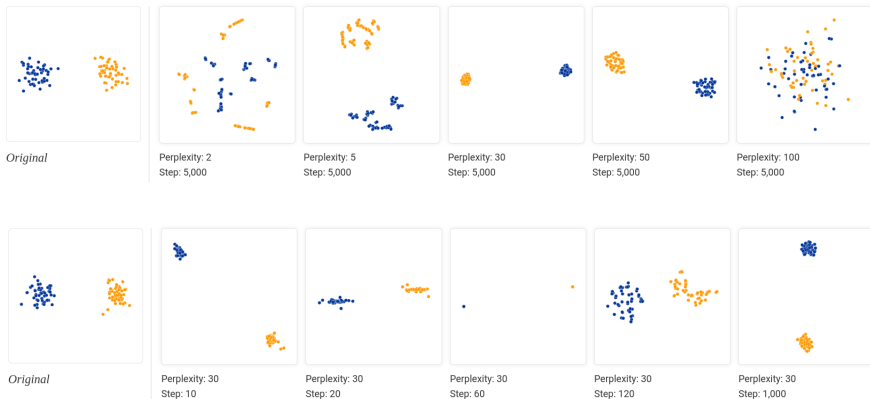 Original
Perplexity: 2
Step: 5,000
Perplexity: 5
Step: 5,000
Perplexity: 30
Step: 5,000
Perplexity: 50
Step: 5,000
Perplexity: 100
Step: 5,000
Original
Perplexity: 30
Step: 10
Perplexity: 30
Step: 20
Perplexity: 30
Step: 60
Perplexity: 30
Step: 120
Perplexity: 30
Step: 1,000